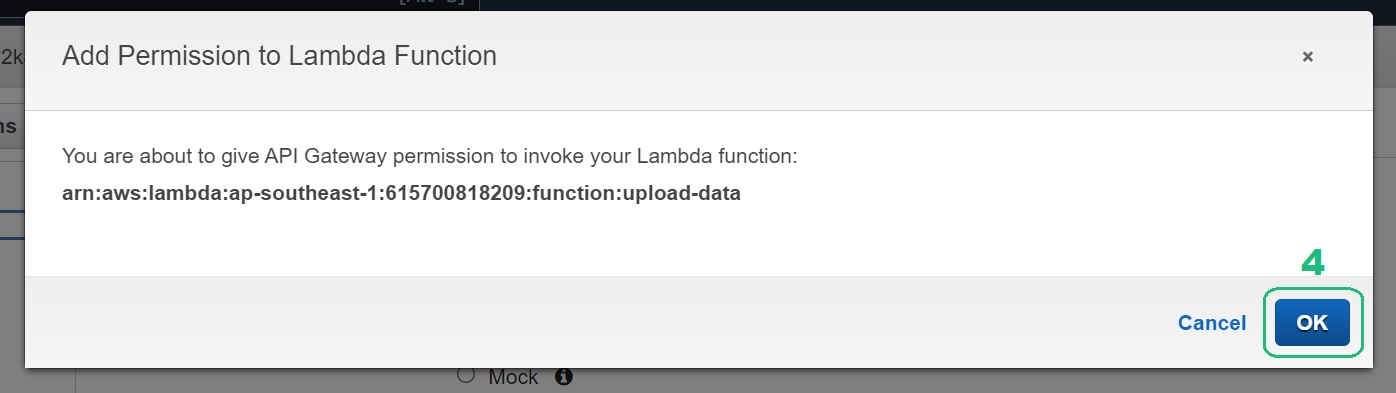 2k
Add Permission to Lambda Function
×
ns
You are about to give API Gateway permission to invoke your Lambda function:
arn:aws:lambda:ap-southeast-1:615700818209:function:upload-data
4
Cancel
OK
Mock